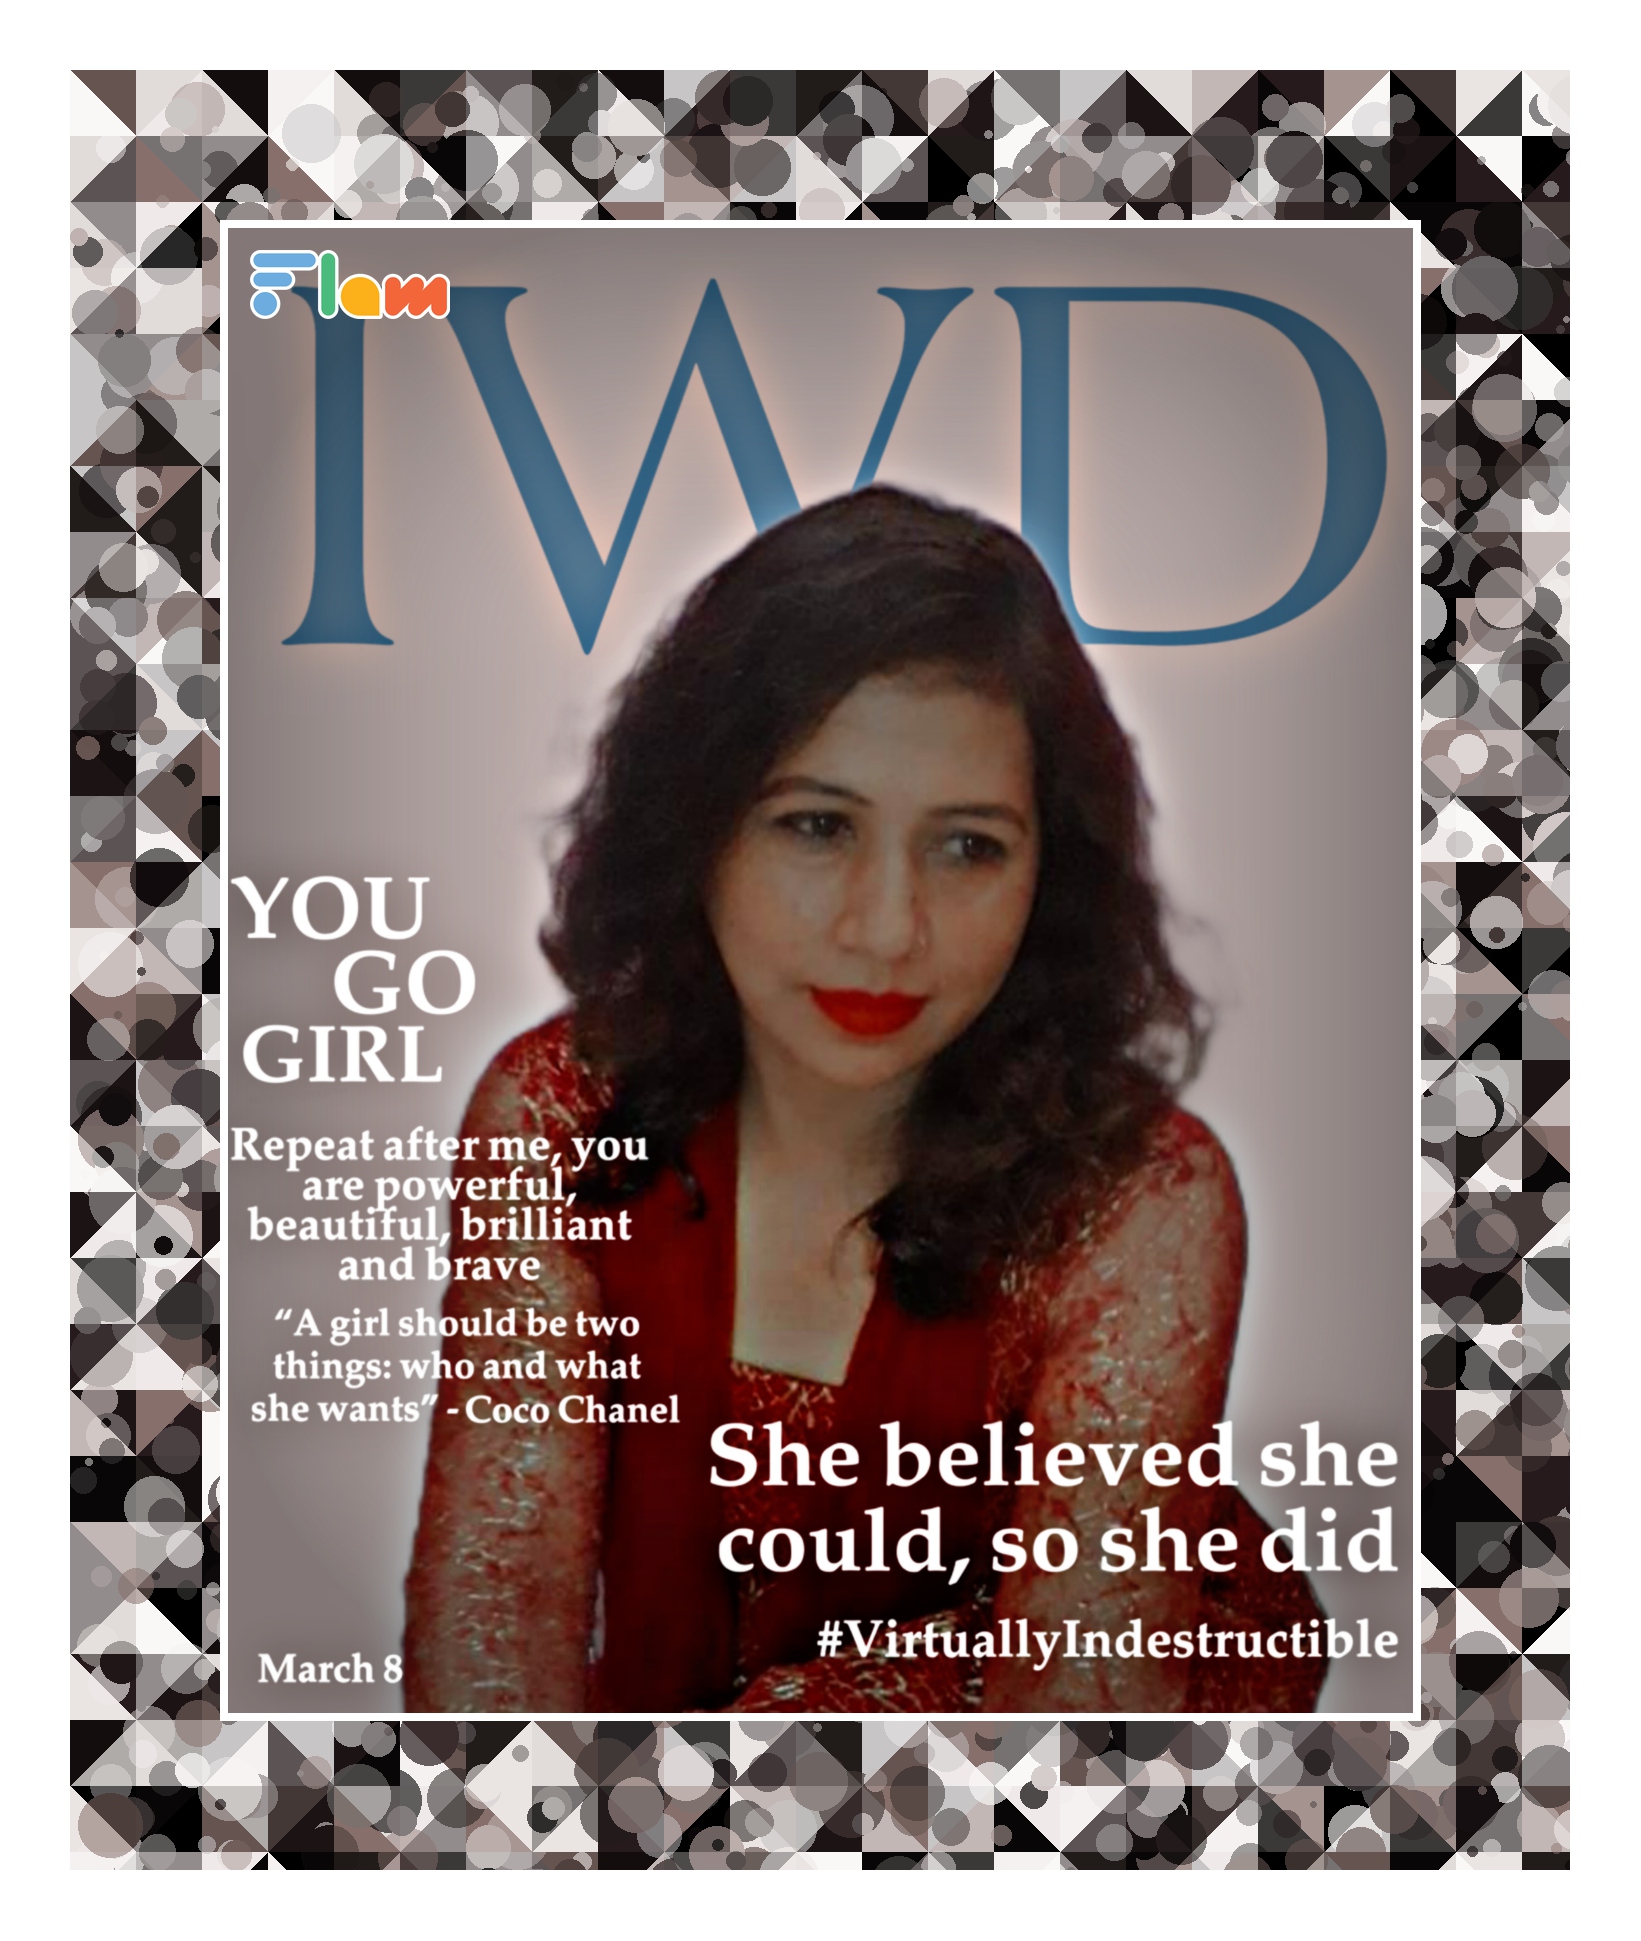 Flam
IWD
YOU
GO
GIRL
Repeat after me, you
are powerful,
beautiful, brilliant
and brave
“A girl should be two
things: who and what
she wants” - Coco Chanel
She believed she
could, so she did
#VirtuallyIndestructible
March 8